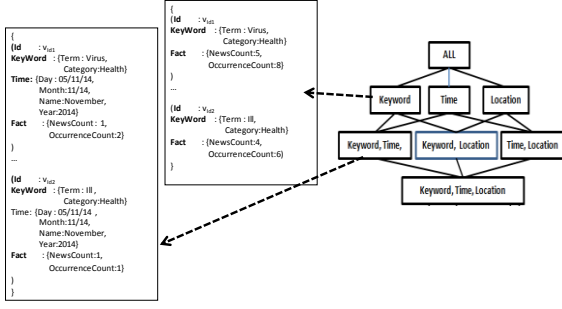 {
(Id : vid1
KeyWord : {Term : Virus,
Category:Health}
Time: {Day : 05/11/14,
Month:11/14,
Name:November,
Year:2014}
Fact : {NewsCount : 1,
OccurrenceCount:2}
)
...
(Id : vid2
KeyWord : {Term : Ill ,
Category:Health}
Time: {Day : 05/11/14 ,
Month:11/14,
Name:November,
Year:2014}
Fact : {NewsCount:1,
OccurrenceCount:1}
)
}
{
(Id : vid1
KeyWord : {Term : Virus,
Category:Health}
Fact : {NewsCount:5,
OccurrenceCount:8}
)
...
(Id : vid2
KeyWord : {Term : Ill,
Category:Health}
Fact : {NewsCount:4,
OccurrenceCount:6}
}
ALL
Keyword Time Location
Keyword, Time, Keyword, Location Time, Location
Keyword, Time, Location